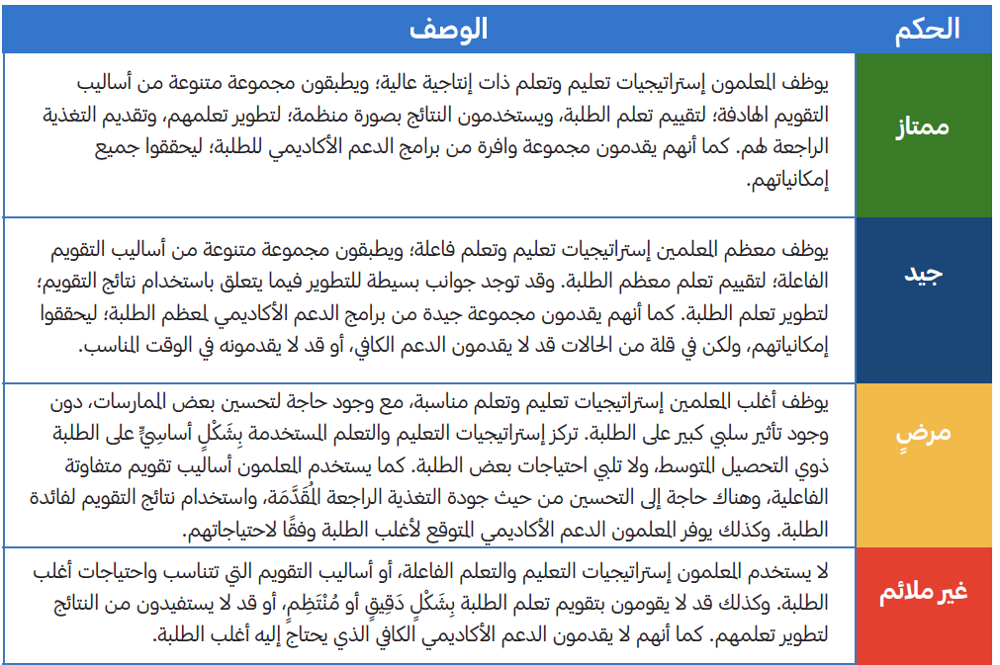 الحكم
الوصف
ممتاز
يوظف المعلمون إستراتيجيات تعليم وتعلم ذات إنتاجية عالية؛ ويطبقون مجموعة متنوعة من أساليب
التقويم الهادفة؛ لتقييم تعلم الطلبة، ويستخدمون النتائج بصورة منظمة؛ لتطوير تعلمهم، وتقديم التغذية
الراجعة لهم. كما أنهم يقدمون مجموعة وافرة من برامج الدعم الأكاديمي للطلبة؛ ليحققوا جميع
إمكانياتهم.
جيد
يوظف معظم المعلمين إستراتيجيات تعليم وتعلم فاعلة؛ ويطبقون مجموعة متنوعة من أساليب التقويم
الفاعلة؛ لتقييم تعلم معظم الطلبة. وقد توجد جوانب بسيطة للتطوير فيما يتعلق باستخدام نتائج التقويم؛
لتطوير تعلم الطلبة. كما أنهم يقدمون مجموعة جيدة من برامج الدعم الأكاديمي لمعظم الطلبة؛ ليحققوا
إمكانياتهم، ولكن في قلة من الحالات قد لا يقدمون الدعم الكافي، أو قد لا يقدمونه في الوقت المناسب.
مرضٍ
يوظف أغلب المعلمين إستراتيجيات تعليم وتعلم مناسبة، مع وجود حاجة لتحسين بعض الممارسات، دون
وجود تأثير سلبي كبير على الطلبة. تركز إستراتيجيات التعليم والتعلم المستخدمة بِشَكْلٍ أساسِيٍّ على الطلبة
ذوي التحصيل المتوسط، ولا تلبي احتياجات بعض الطلبة. كما يستخدم المعلمون أساليب تقويم متفاوتة
الفاعلية، وهناك حاجة إلى التحسين من حيث جودة التغذية الراجعة المُقَدَّمَة، واستخدام نتائج التقويم لفائدة
الطلبة. وكذلك يوفر المعلمون الدعم الأكاديمي المتوقع لأغلب الطلبة وفقًا لاحتياجاتهم.
غير ملائم
لا يستخدم المعلمون إستراتيجيات التعليم والتعلم الفاعلة، أو أساليب التقويم التي تتناسب واحتياجات أغلب
الطلبة. وكذلك قد لا يقومون بتقويم تعلم الطلبة بِشَكْلٍ دَقِيقٍ أو مُنْتَظِمٍ، أو قد لا يستفيدون من النتائج
لتطوير تعلمهم. كما أنهم لا يقدمون الدعم الأكاديمي الكافي الذي يحتاج إليه أغلب الطلبة.